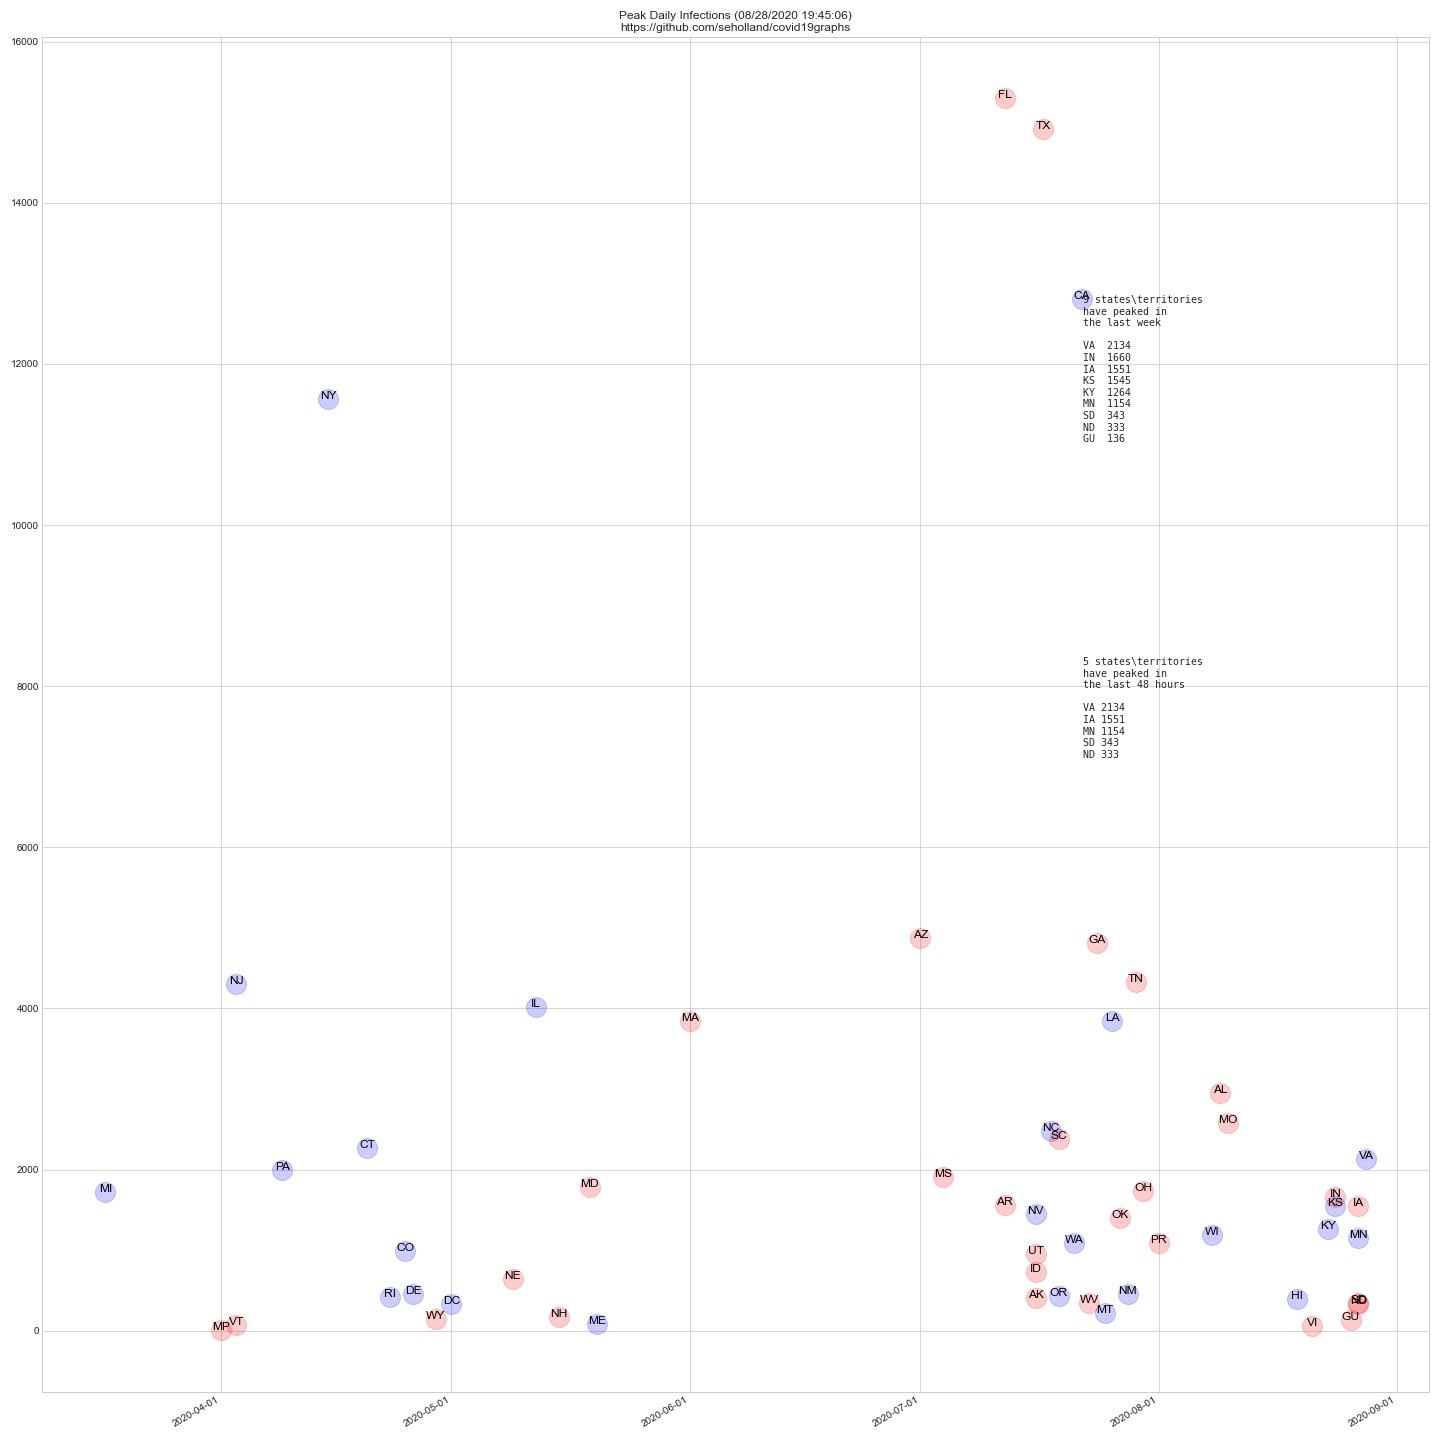 Peak Daily Infections (08/28/2020 19:45:06)
https://github.com/seholland/covid19graphs
16000
FL
TX
14000
CA
9 states\territories
have peaked in
the last week
VA 2134
IN 1660
IA 1551
KS 1545
KY 1264
MN 1154
SD 343
ND 333
GU 136
12000
NY
10000
5 states\territories
have peaked in
the last 48 hours
VA 2134
IA 1551
MN 1154
SD 343
ND 333
8000
6000
AZ
GA
TN
NJ
IL
4000
MA
LA
AL
MO
NC
SC
CT
PA
VA
2000
MI
MD
MS
AR
NV
OH
OK
IN
KS
IA
KY
MN
WI
PR
WA
UT
ID
CO
NE
RI
DE
DC
WY
NH
ME
AK
OR
WV
MT
NM
HI
SD
ND
GU
VI
MP
VT
0
2020-04-01
2020-05-01
2020-06-01
2020-07-01
2020-08-01
2020-09-01